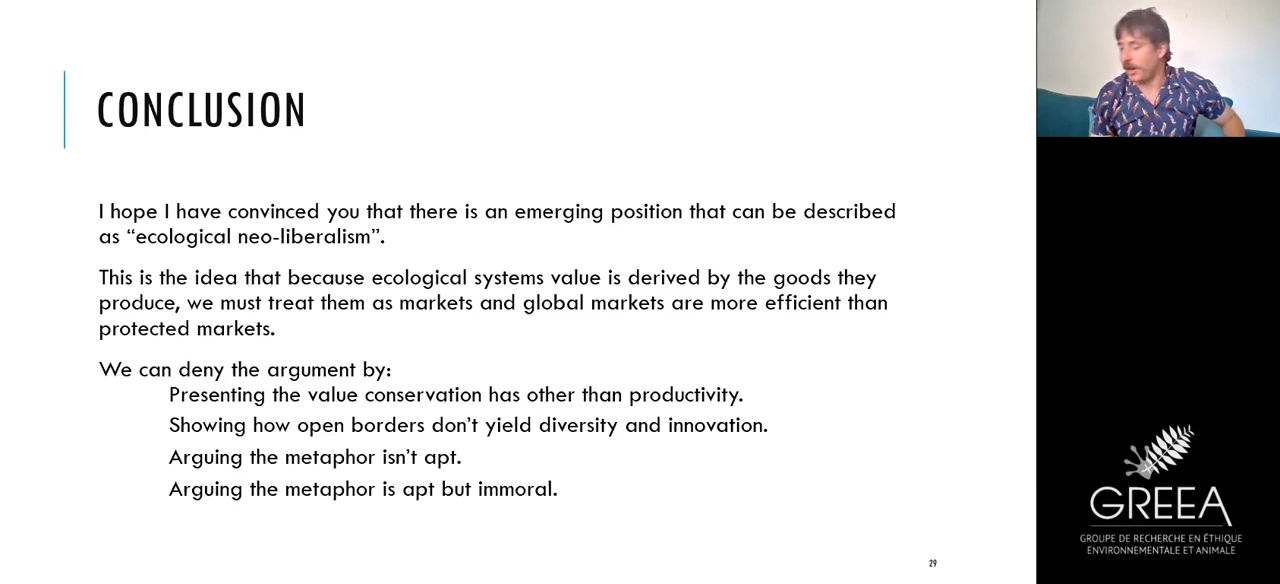 CONCLUSION
I hope I have convinced you that there is an emerging position that can be described
as “ecological neo-liberalism”.
This is the idea that because ecological systems value is derived by the goods they
produce, we must treat them as markets and global markets are more efficient than
protected markets.
We can deny the argument by:
Presenting the value conservation has other than productivity.
Showing how open borders don’t yield diversity and innovation.
Arguing the metaphor isn’t apt.
Arguing the metaphor is apt but immoral.
29
GREEA
GROUPE DE RECHERCHE EN ÉTHIQUE
ENVIRONNEMENTALE ET ANIMALE